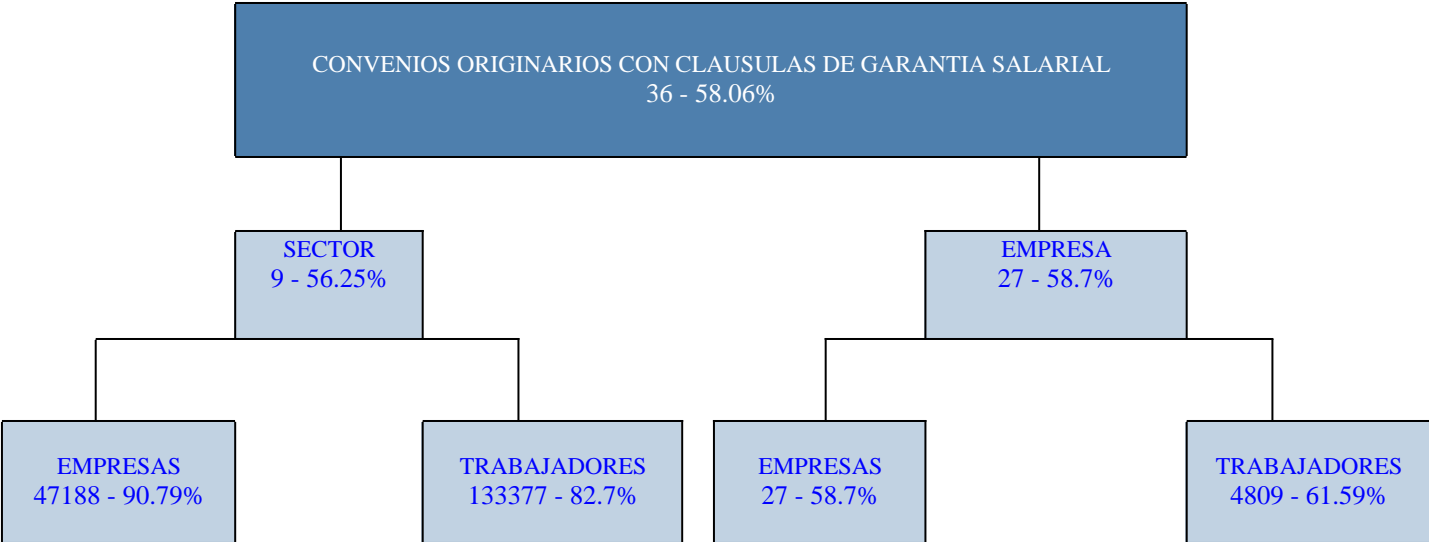 CONVENIOS ORIGINARIOS CON CLAUSULAS DE GARANTIA SALARIAL
36 - 58.06%
SECTOR
9 - 56.25%
EMPRESA
27 - 58.7%
EMPRESAS
47188 - 90.79%
TRABAJADORES
133377 - 82.7%
EMPRESAS
27 - 58.7%
TRABAJADORES
4809 - 61.59%